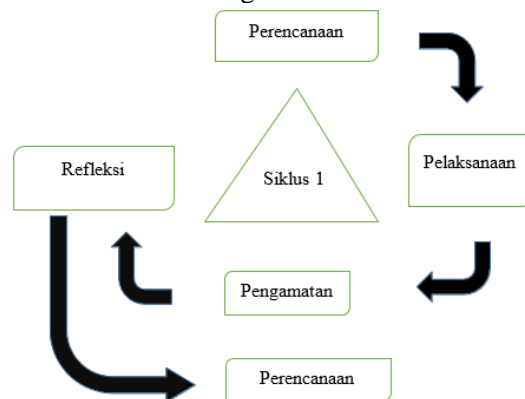 Perencanaan
Pelaksanaan
Refleksi
Siklus 1
Pengamatan
Perencanaan